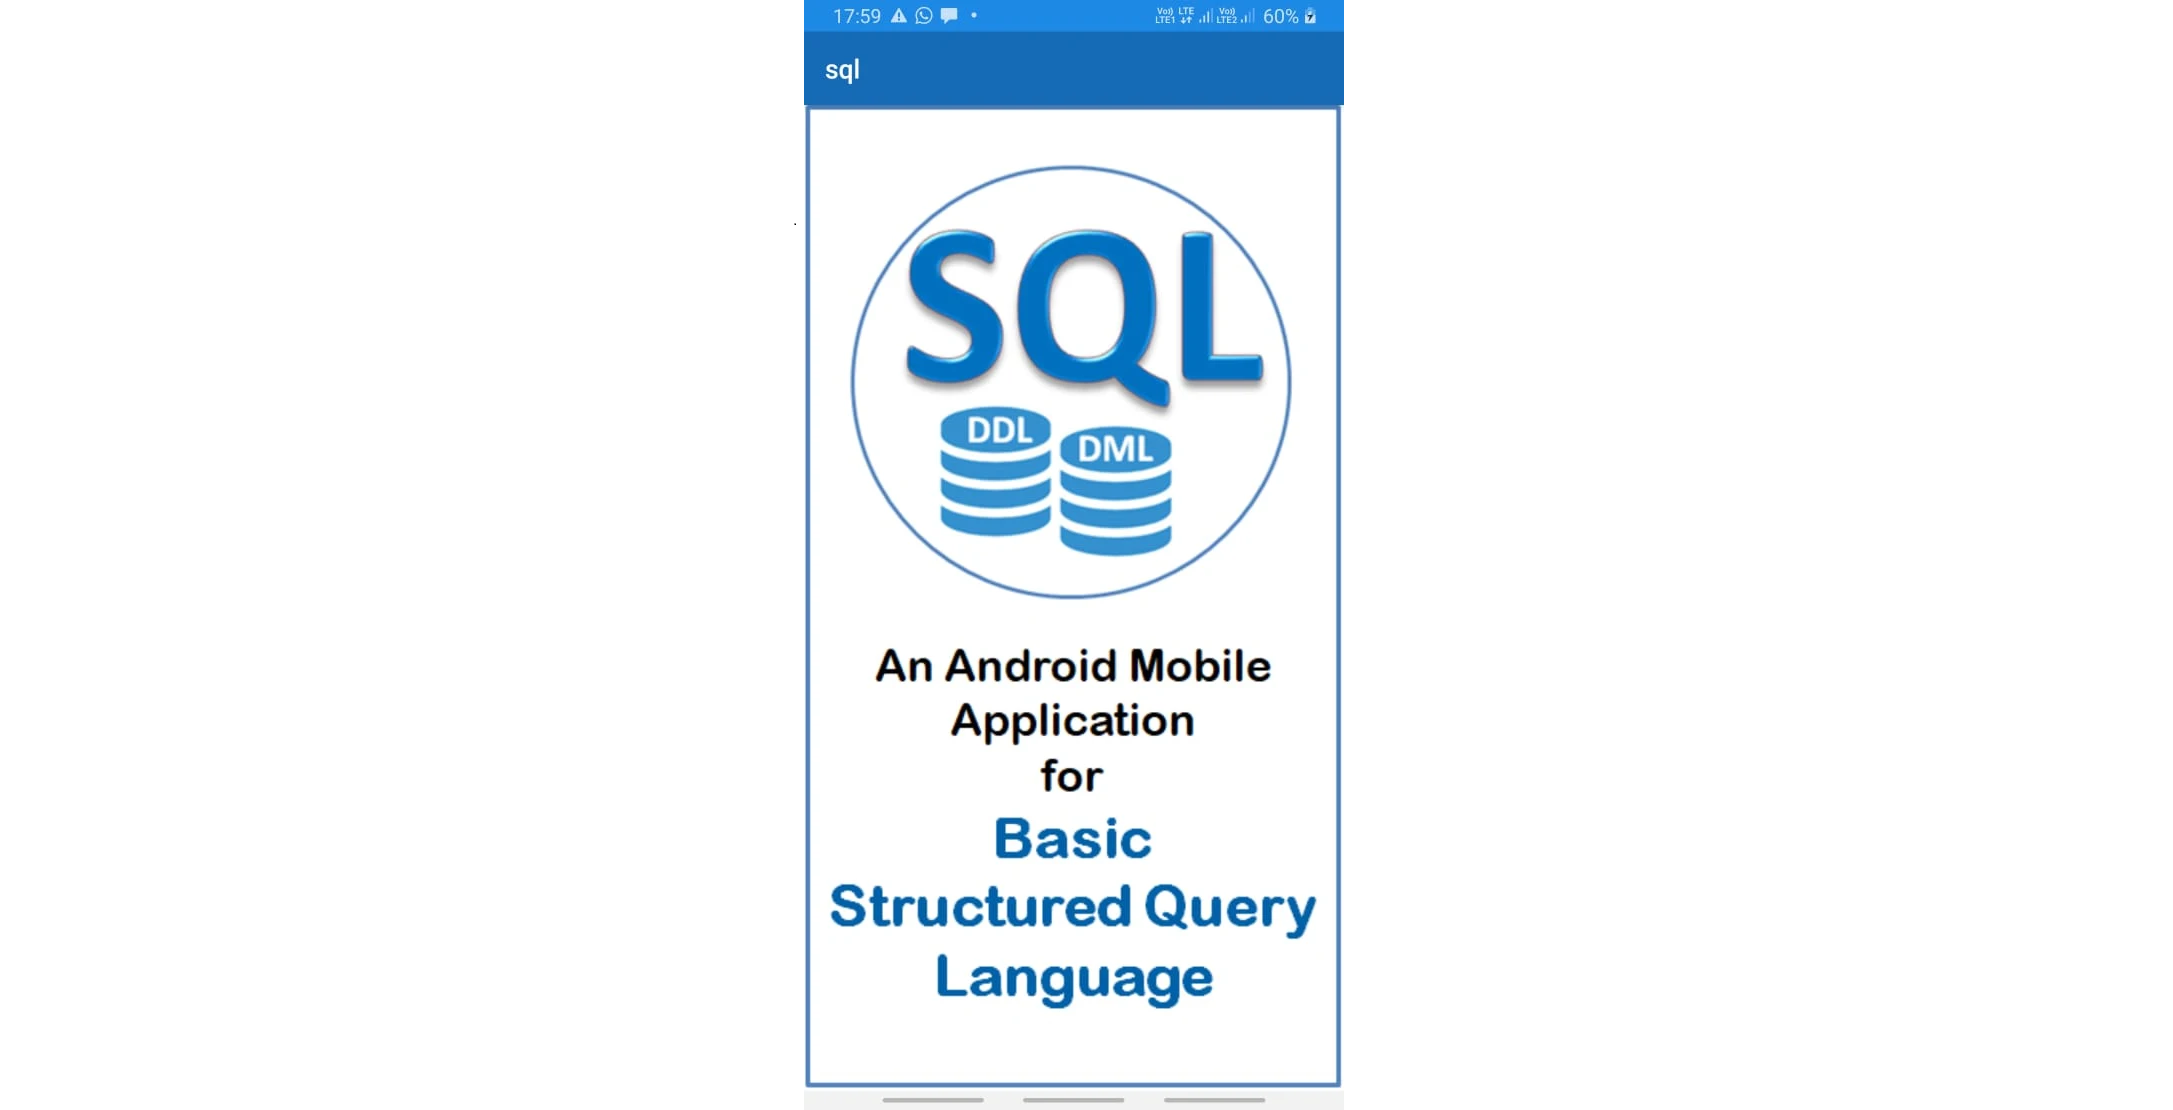 17:59 Vo)) LTE1 LTE Vo)) LTE2 60%
sql
SQL
DDL
DML
An Android Mobile
Application
for
Basic
Structured Query
Language